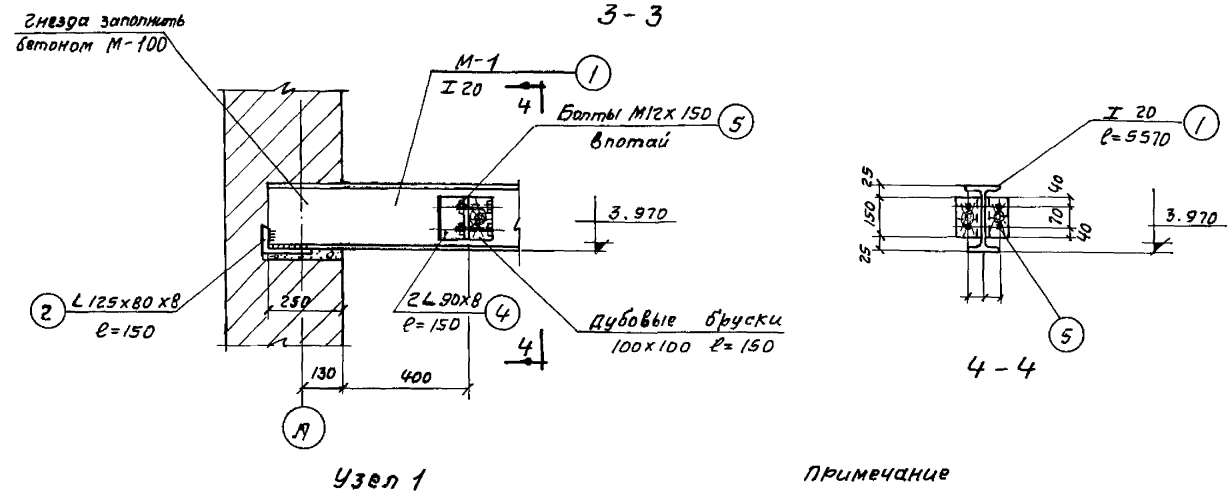 3-3
Гнезда заполнить
бетоном М-100
М-1
I 20
1
4
Болты М12х150
впотай
5
3.970
250
2
L 125х80х8
ℓ=150
2L90х8
ℓ=150
4
Дубовые бруски
100х100 ℓ=150
4
130
400
А
Узел 1
I 20
ℓ=5570
1
25
150
25
40
70
40
3.970
5
4-4
Примечание